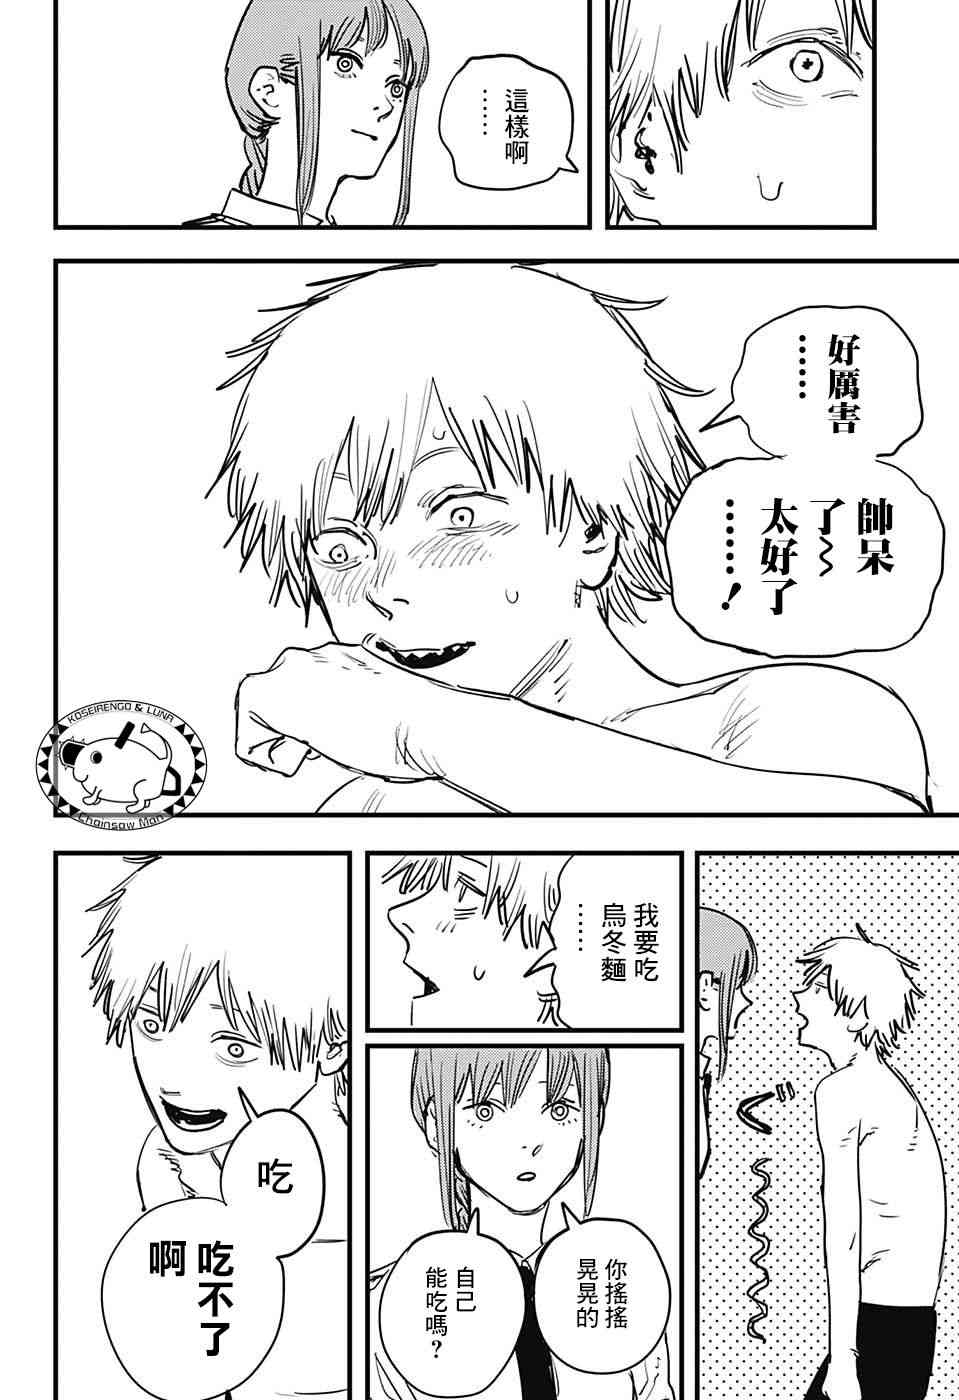 這樣啊
⋯⋯
好厲害
⋯⋯
帥呆
了～
太好了
⋯⋯！
ぐ
我要吃
烏冬麵
⋯⋯
你搖搖
晃晃的
自己
能吃嗎？
吃
吃不了
啊
KOSEIRENGO & LUNA
Chainsaw Man